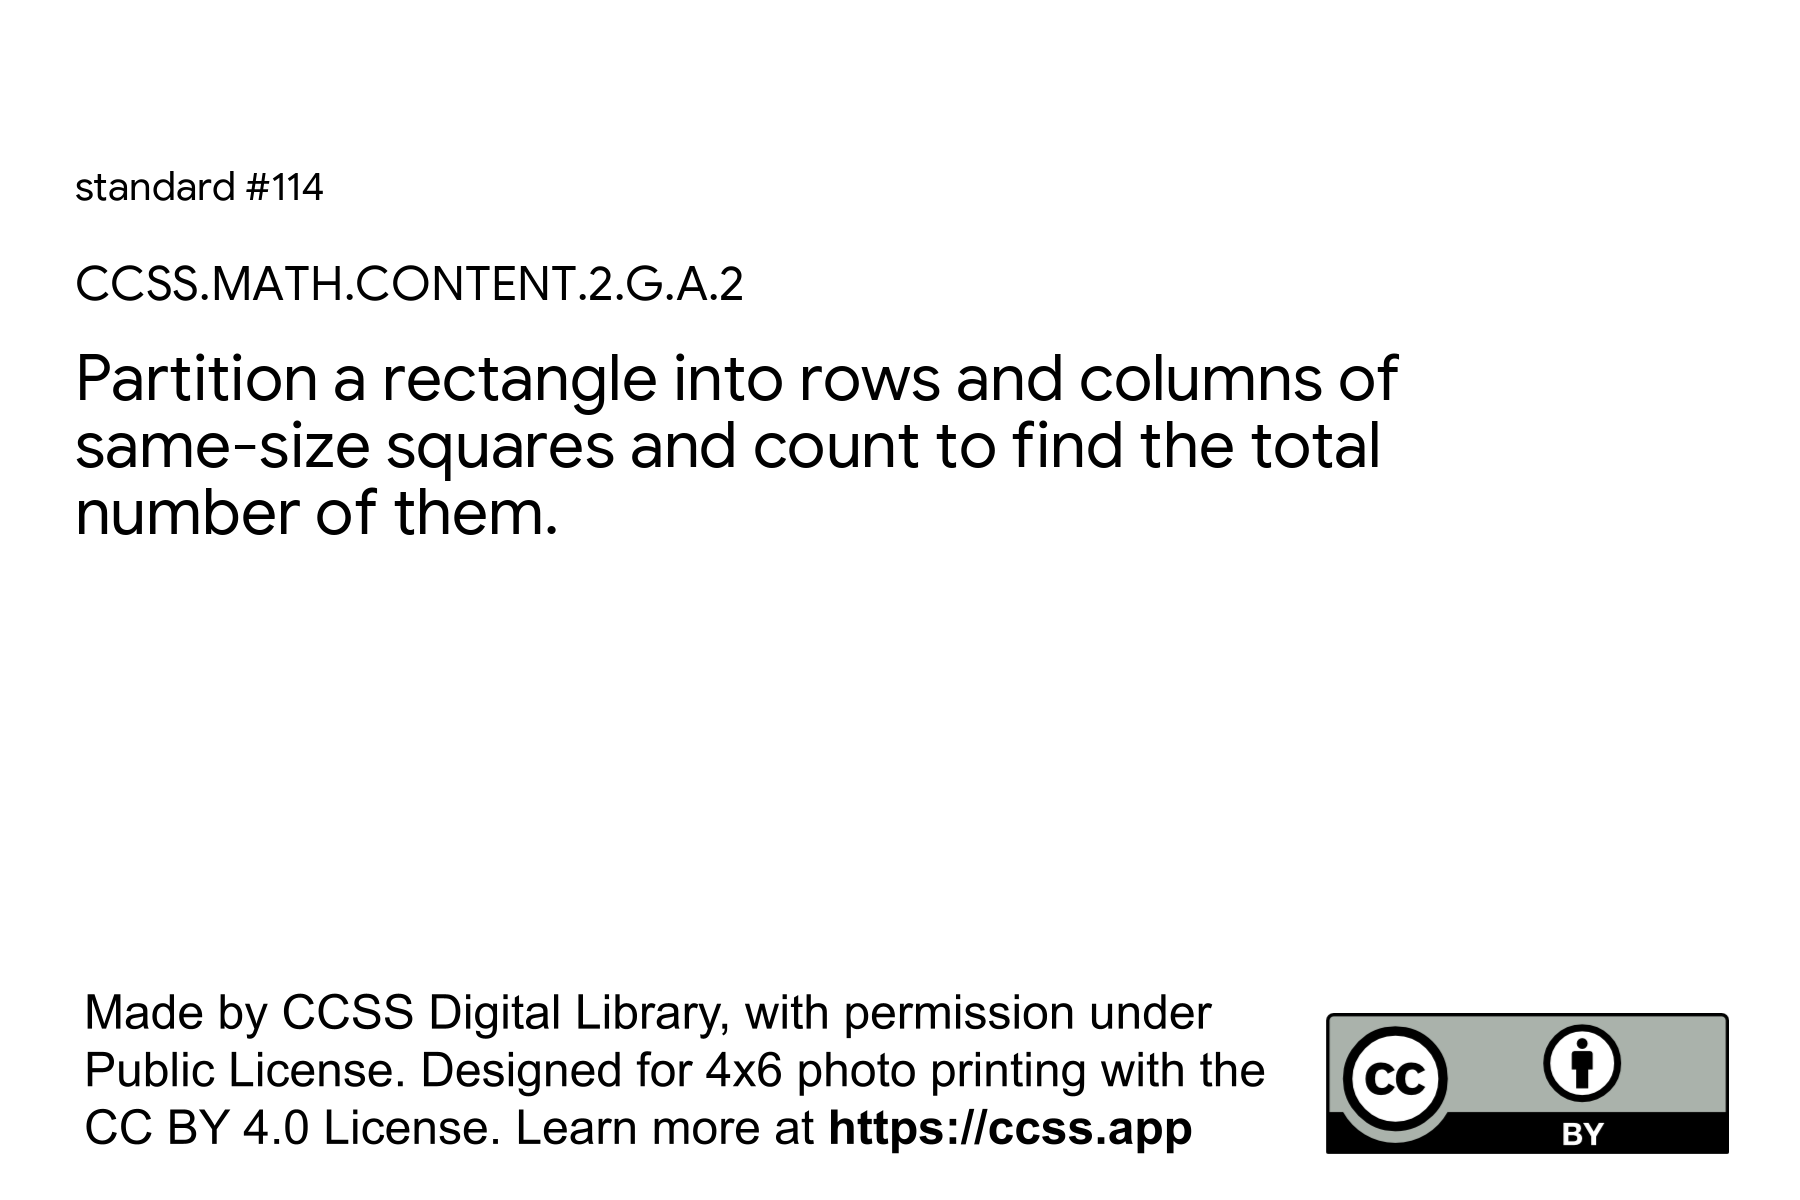 standard #114
CCSS.MATH.CONTENT.2.G.A.2
Partition a rectangle into rows and columns of
same-size squares and count to find the total
number of them.
Made by CCSS Digital Library, with permission under
Public License. Designed for 4x6 photo printing with the
CC BY 4.0 License. Learn more at https://ccss.app
cc
BY